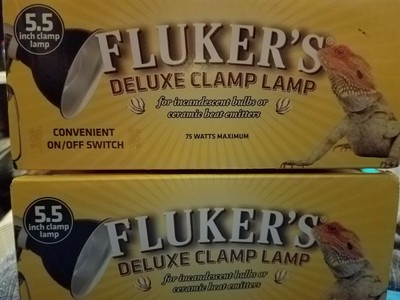 5.5
inch clamp
lamp
FLUKER'S®
DELUXE CLAMP LAMP
for incandescent bulbs or
ceramic heat emitters
75 WATTS MAXIMUM
CONVENIENT
ON/OFF SWITCH
5.5
inch clamp
lamp
FLUKER'S®
DELUXE CLAMP LAMP
for incandescent bulbs or
ceramic heat emitters